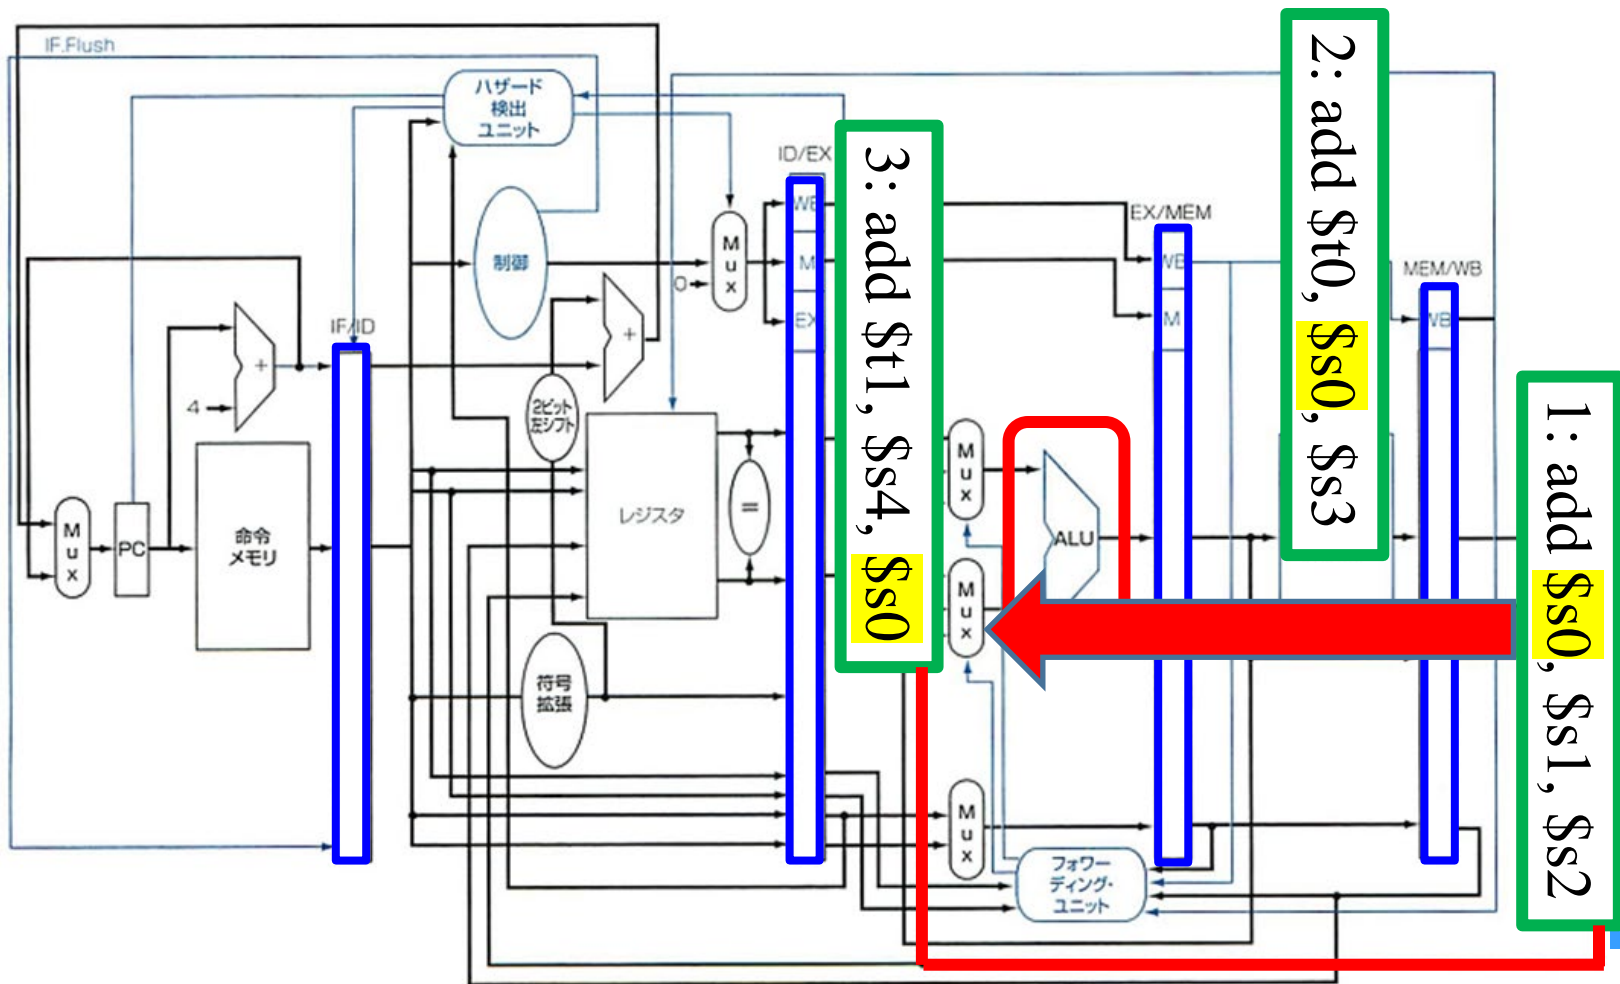 IF.Flush
ハザード
検出
ユニット
ID/EX
WB
M
EX
制御
0
M
u
x
+
EX/MEM
WB
M
MEM/WB
WB
IF/ID
+
4
2ビット
左シフト
M
u
x
PC
命令
メモリ
レジスタ
=
M
u
x
ALU
M
u
x
符号
拡張
M
u
x
フォワー
ディング・
ユニット
3: add $t1, $s4, $s0
2: add $t0, $s0, $s3
1: add $s0, $s1, $s2